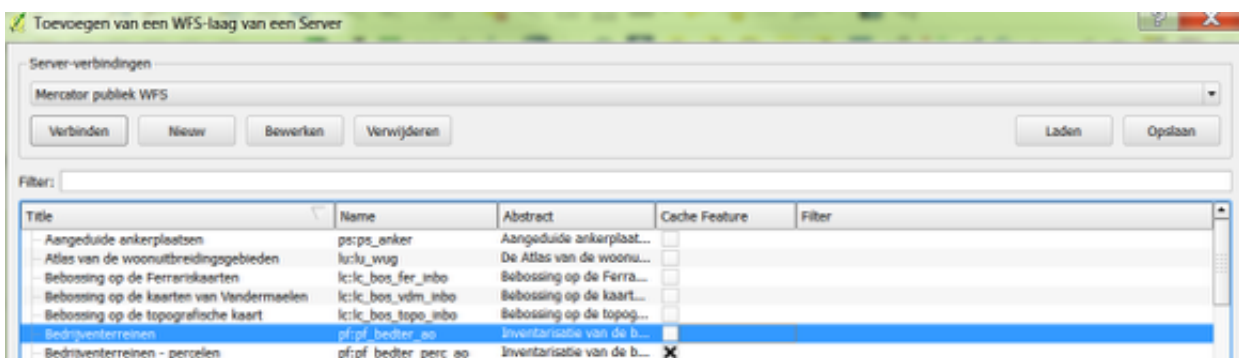 Toevoegen van een WFS-laag van een Server
Server-verbindingen
Mercator publiek WFS
Verbinden Nieuw Bewerken Verwijderen Laden Opslaan
Filter:
Title Name Abstract Cache Feature Filter
Aangeduide ankerplaatsen ps:ps_anker Aangeduide ankerplaat...
Atlas van de woonuitbreidingsgebieden lu:lu_wug De Atlas van de woonu...
Bebossing op de Ferrariskaarten lc:lc_bos_fer_inbo Bebossing op de Ferra...
Bebossing op de kaarten van Vandermaelen lc:lc_bos_vdm_inbo Bebossing op de kaart...
Bebossing op de topografische kaart lc:lc_bos_topo_inbo Bebossing op de topog...
Bedrijventerreinen pf:pf_bedter_ao Inventarisatie van de b...
Bedrijventerreinen - percelen pf:pf_bedter_perc_ao Inventarisatie van de b...